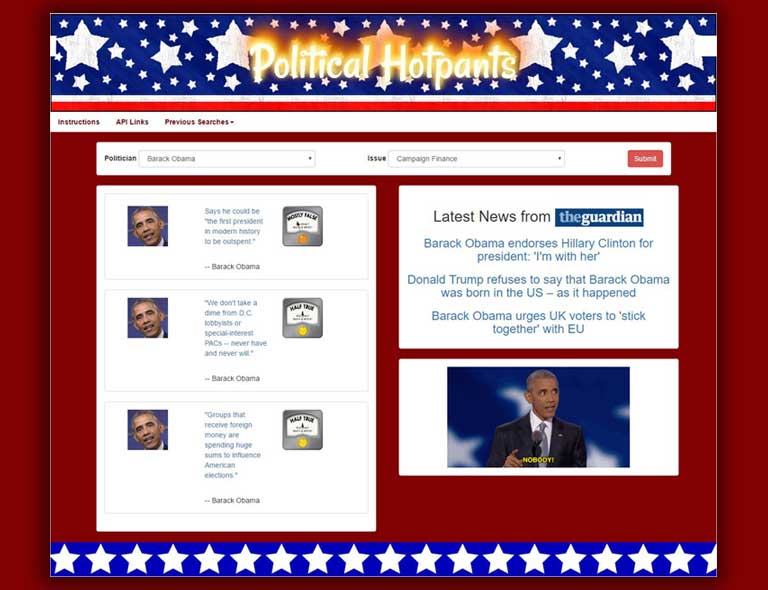 Political Hotpants
Instructions API Links Previous Searches
Politician Barack Obama Issue Campaign Finance Submit
Says he could be
"the first president
in modern history
to be outspent."
-- Barack Obama
MOSTLY FALSE
"We don't take a
dime from D.C.
lobbyists or
special-interest
PACs -- never have
and never will."
-- Barack Obama
HALF TRUE
"Groups that
receive foreign
money are
spending huge
sums to influence
American
elections."
-- Barack Obama
HALF TRUE
Latest News from theguardian
Barack Obama endorses Hillary Clinton for
president: 'I'm with her'
Donald Trump refuses to say that Barack Obama
was born in the US – as it happened
Barack Obama urges UK voters to 'stick
together' with EU
NOBODY!